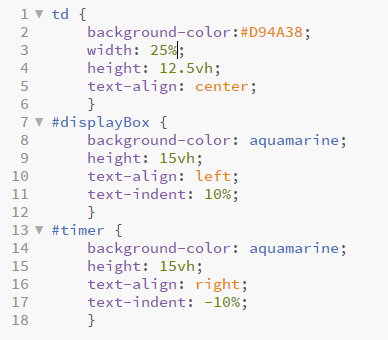 1 ▼ td {
2 background-color:#D94A38;
3 width: 25%;
4 height: 12.5vh;
5 text-align: center;
6 }
7 ▼ #displayBox {
8 background-color: aquamarine;
9 height: 15vh;
10 text-align: left;
11 text-indent: 10%;
12 }
13 ▼ #timer {
14 background-color: aquamarine;
15 height: 15vh;
16 text-align: right;
17 text-indent: -10%;
18 }